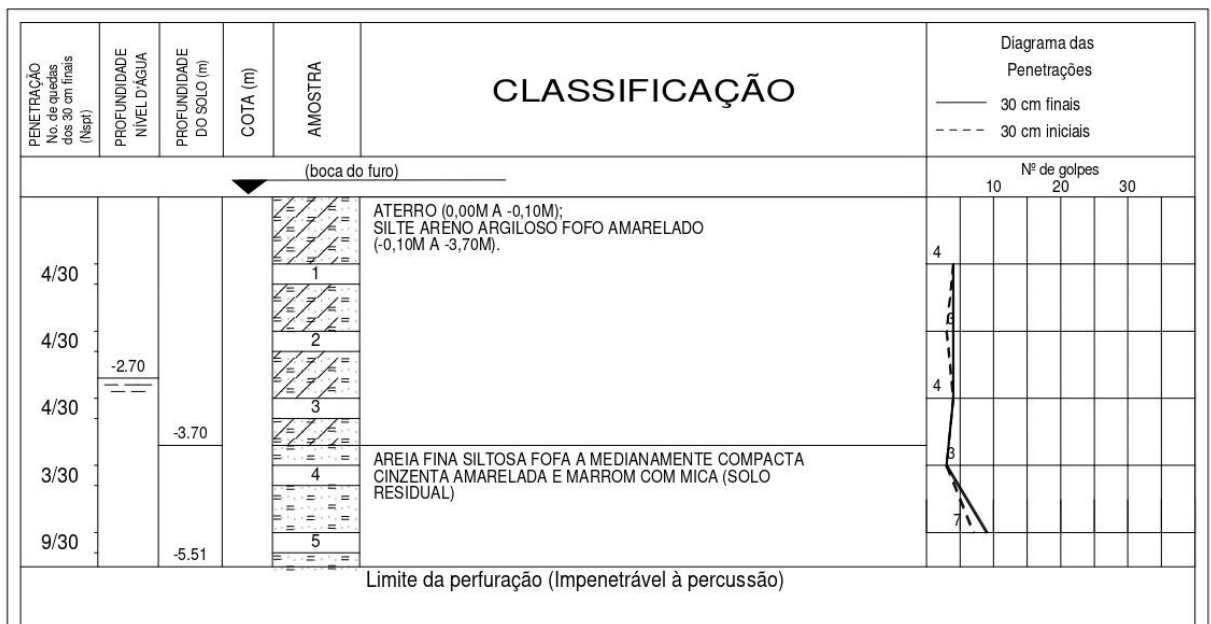 PENETRAÇÃO
No. de quedas
dos 30 cm finais
(Nspt)
PROFUNDIDADE
NÍVEL D'ÁGUA
PROFUNDIDADE
DO SOLO (m)
COTA (m)
AMOSTRA
CLASSIFICAÇÃO
Diagrama das
Penetrações
30 cm finais
30 cm iniciais
(boca do furo)
Nº de golpes
10 20 30
ATERRO (0,00M A -0,10M);
SILTE ARENO ARGILOSO FOFO AMARELADO
(-0,10M A -3,70M).
4
4/30
1
3
4/30
2
-2.70
4
4/30
3
-3.70
AREIA FINA SILTOSA FOFA A MEDIANAMENTE COMPACTA
CINZENTA AMARELADA E MARROM COM MICA (SOLO
RESIDUAL)
3
3/30
4
7
9/30
5
-5.51
Limite da perfuração (Impenetrável à percussão)